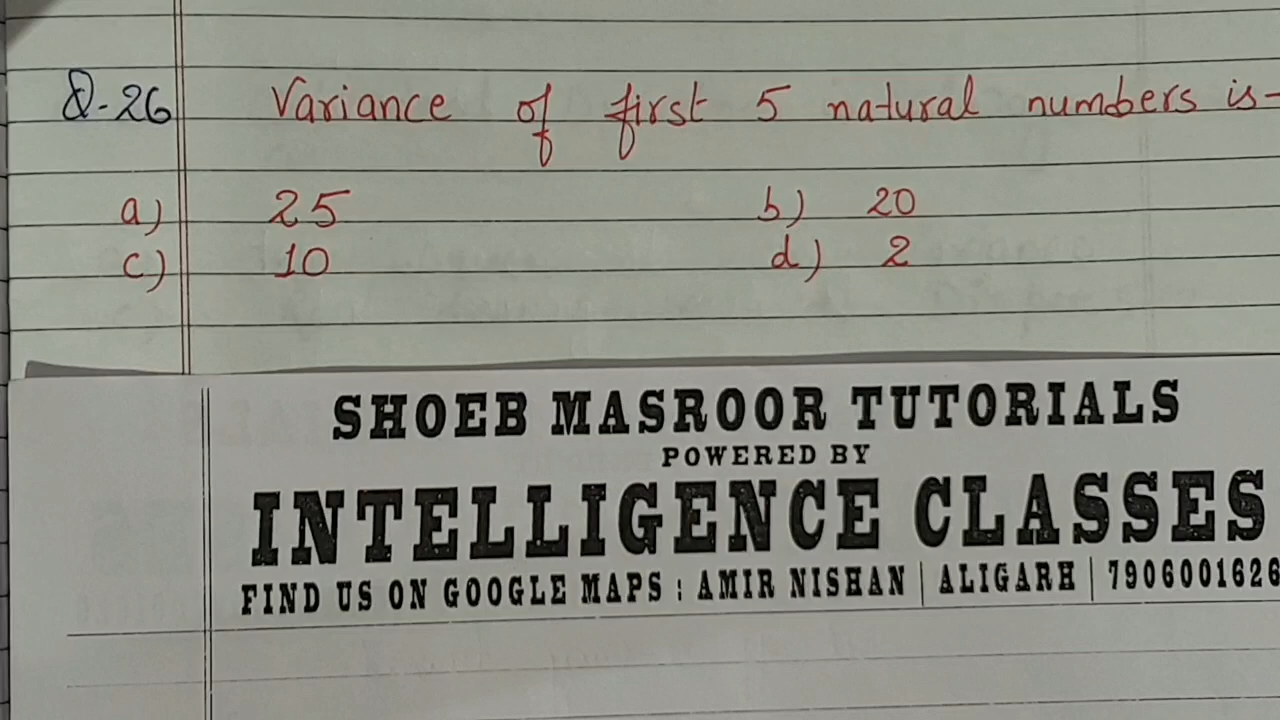 Q-26 Variance of first 5 natural numbers is-
a) 25 b) 20
c) 10 d) 2
SHOEB MASROOR TUTORIALS
POWERED BY
INTELLIGENCE CLASSES
FIND US ON GOOGLE MAPS : AMIR NISHAN | ALIGARH | 7906001626